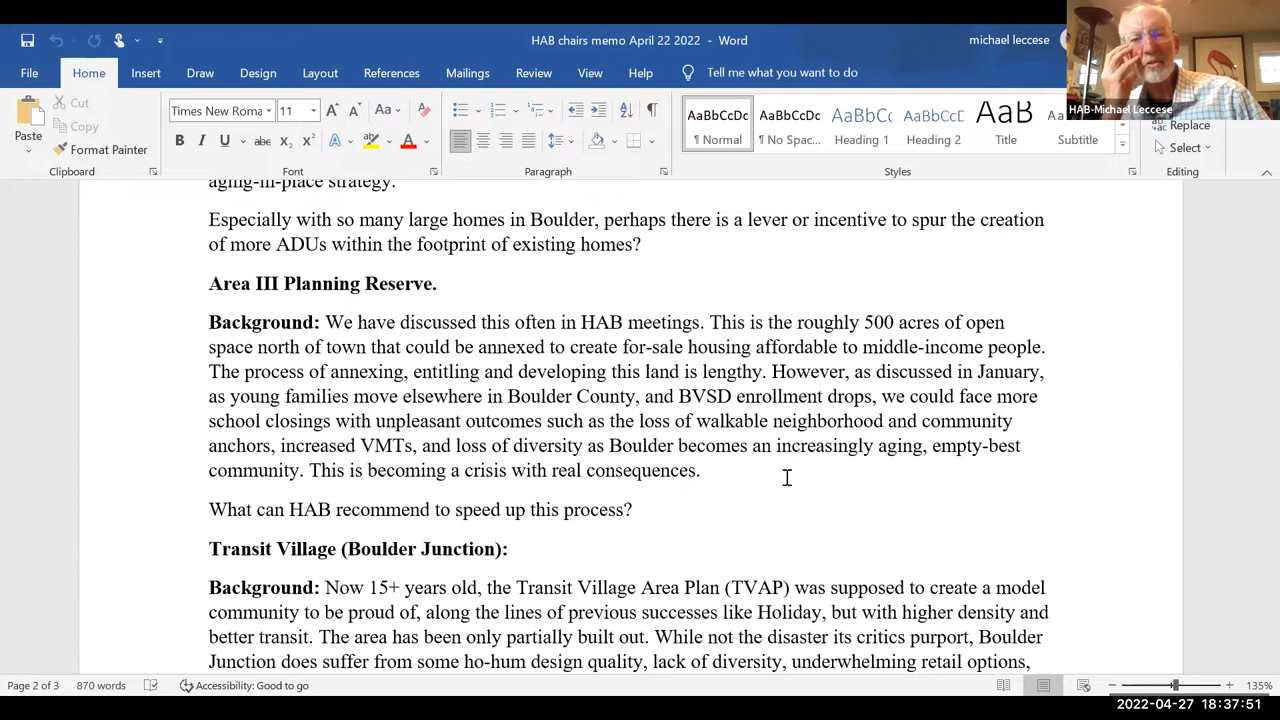 HAB chairs memo April 22 2022 - Word
michael leccese
File Home Insert Draw Design Layout References Mailings Review View Help Tell me what you want to do
HAB-Michael Leccese
Paste
Cut
Copy
Format Painter
Clipboard
Times New Roma 11
Font
Paragraph
AaBbCcDc AaBbCcDc AaBbCc AaBbCcD AaB
¶ Normal ¶ No Spac... Heading 1 Heading 2 Title Subtitle
Styles
Replace
Select
Editing
aging-in-place strategy.
Especially with so many large homes in Boulder, perhaps there is a lever or incentive to spur the creation
of more ADUs within the footprint of existing homes?
Area III Planning Reserve.
Background: We have discussed this often in HAB meetings. This is the roughly 500 acres of open
space north of town that could be annexed to create for-sale housing affordable to middle-income people.
The process of annexing, entitling and developing this land is lengthy. However, as discussed in January,
as young families move elsewhere in Boulder County, and BVSD enrollment drops, we could face more
school closings with unpleasant outcomes such as the loss of walkable neighborhood and community
anchors, increased VMTs, and loss of diversity as Boulder becomes an increasingly aging, empty-best
community. This is becoming a crisis with real consequences.
What can HAB recommend to speed up this process?
Transit Village (Boulder Junction):
Background: Now 15+ years old, the Transit Village Area Plan (TVAP) was supposed to create a model
community to be proud of, along the lines of previous successes like Holiday, but with higher density and
better transit. The area has been only partially built out. While not the disaster its critics purport, Boulder
Junction does suffer from some ho-hum design quality, lack of diversity, underwhelming retail options,
Page 2 of 3 870 words Accessibility: Good to go 135%
2022-04-27 18:37:51